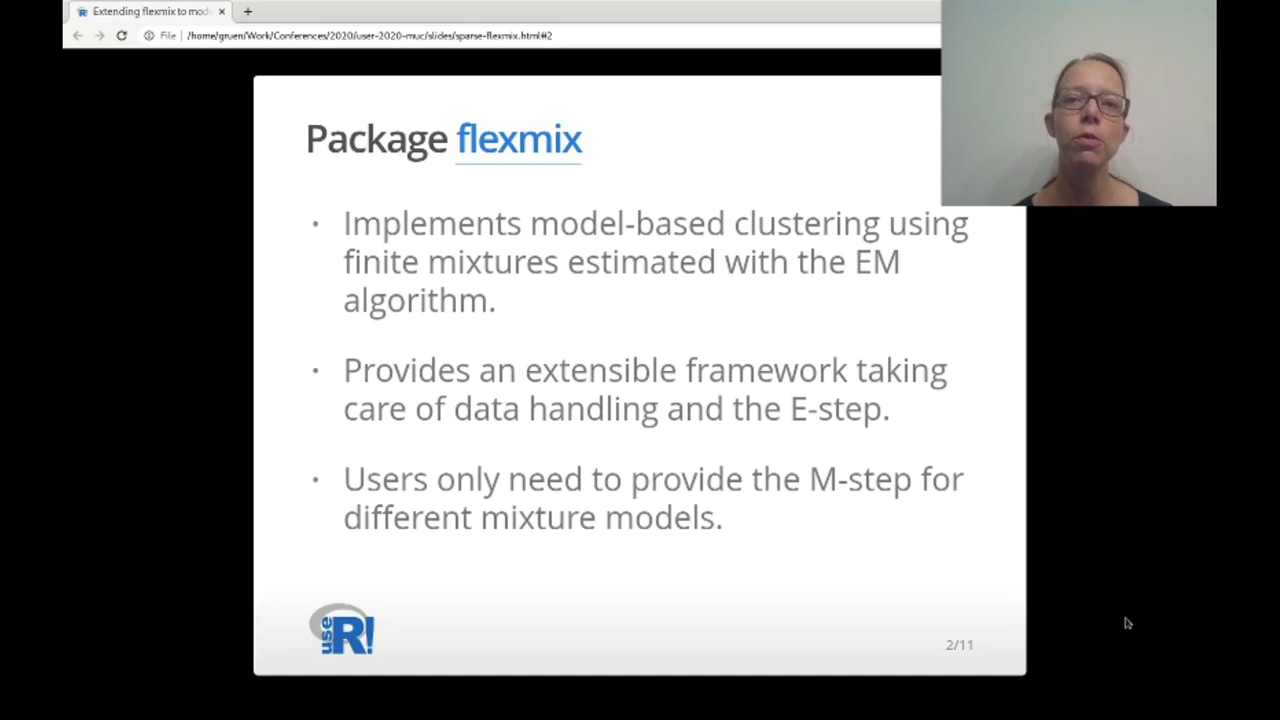 Extending flexmix to mod
File /home/gruen/Work/Conferences/2020/user-2020-muc/slides/sparse-flexmix.html#2
Package flexmix
• Implements model-based clustering using
finite mixtures estimated with the EM
algorithm.
• Provides an extensible framework taking
care of data handling and the E-step.
• Users only need to provide the M-step for
different mixture models.
useR!
2/11